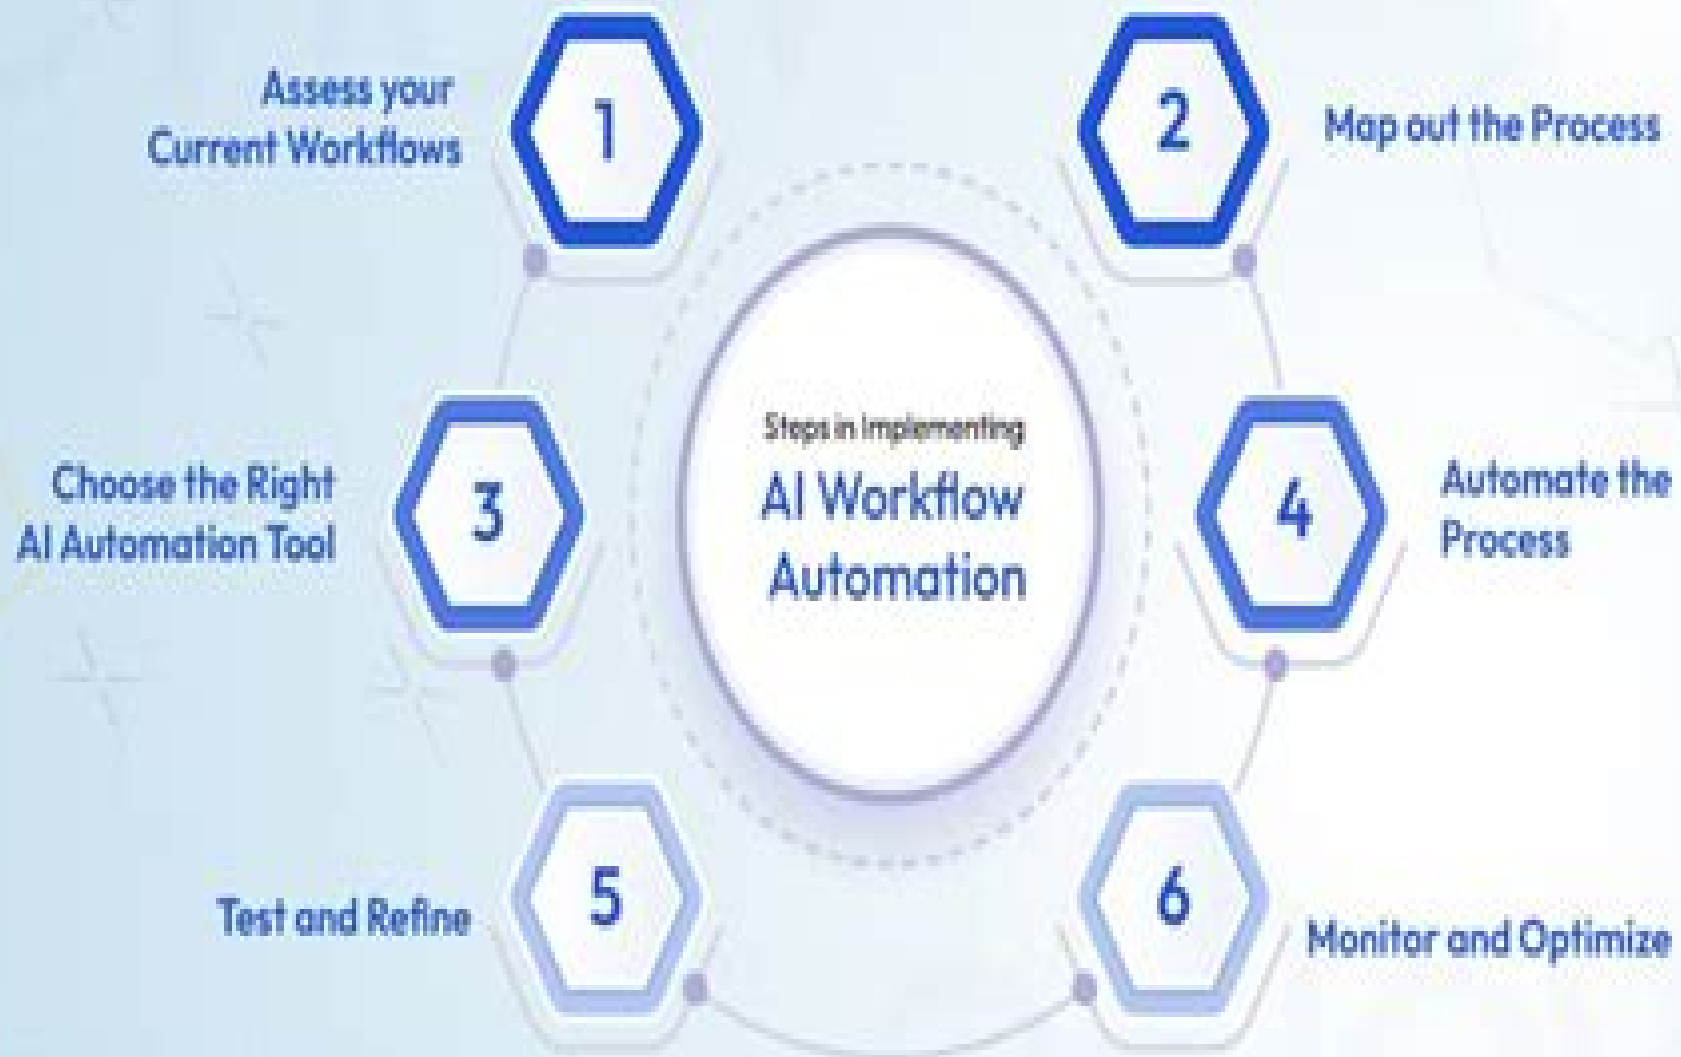 1
Assess your
Current Workflows
2
Map out the Process
3
Choose the Right
AI Automation Tool
Steps in Implementing
AI Workflow
Automation
4
Automate the
Process
5
Test and Refine
6
Monitor and Optimize